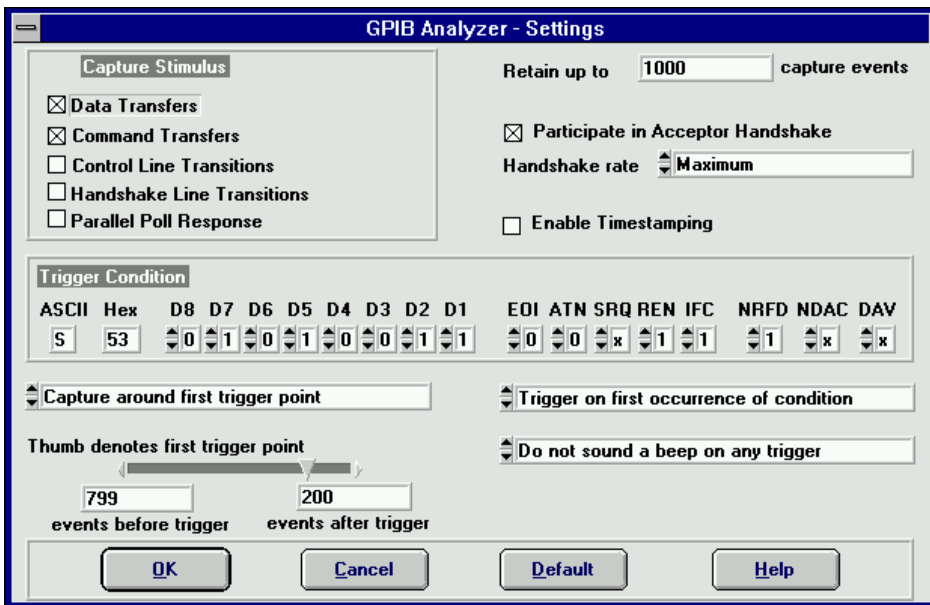 GPIB Analyzer - Settings
Capture Stimulus
Data Transfers
Command Transfers
Control Line Transitions
Handshake Line Transitions
Parallel Poll Response
Retain up to 1000 capture events
Participate in Acceptor Handshake
Handshake rate Maximum
Enable Timestamping
Trigger Condition
ASCII Hex D8 D7 D6 D5 D4 D3 D2 D1 EOI ATN SRQ REN IFC NRFD NDAC DAV
S 53 0 1 0 1 0 0 1 1 0 0 x 1 1 1 x x
Capture around first trigger point
Trigger on first occurrence of condition
Thumb denotes first trigger point
Do not sound a beep on any trigger
799 200
events before trigger events after trigger
OK Cancel Default Help